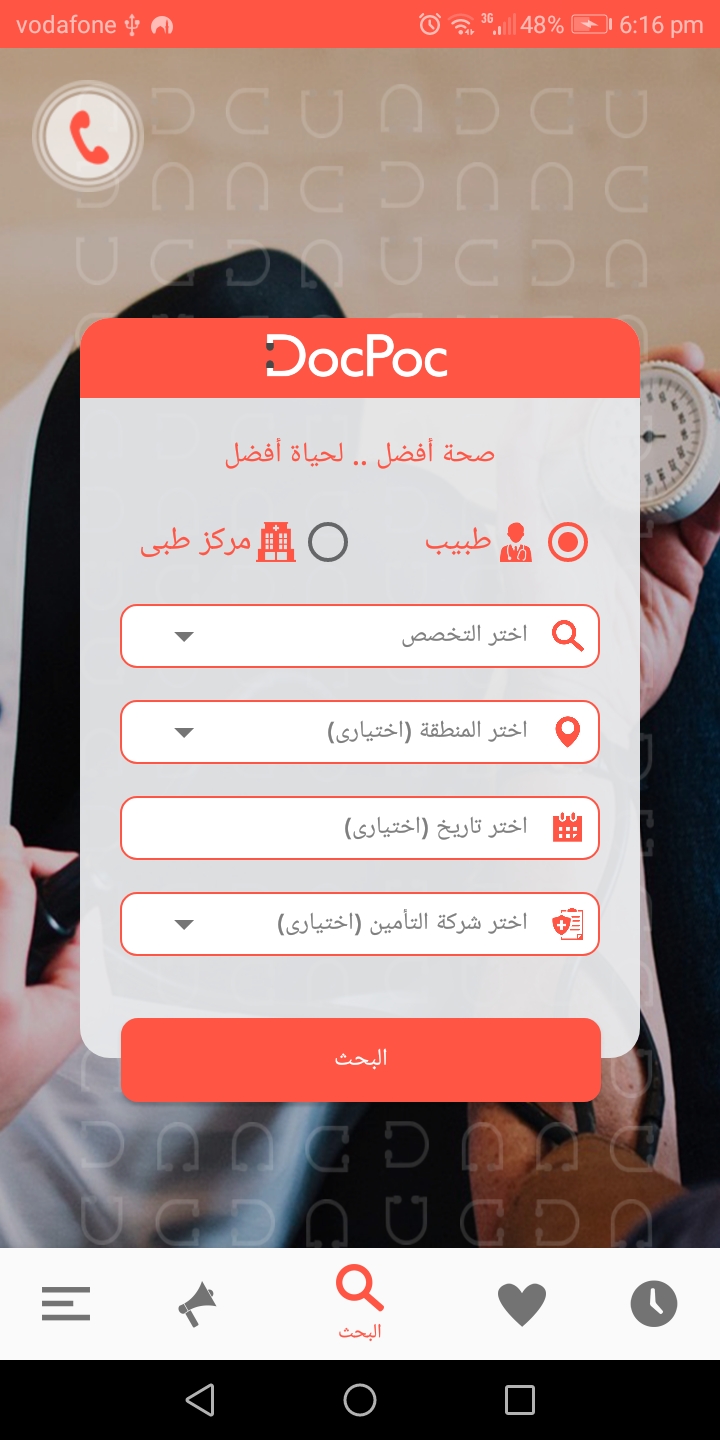 vodafone 3G 48% 6:16 pm
DocPoc
صحة أفضل .. لحياة أفضل
طبيب مركز طبى
اختر التخصص
اختر المنطقة (اختيارى)
اختر تاريخ (اختيارى)
اختر شركة التأمين (اختيارى)
البحث
البحث